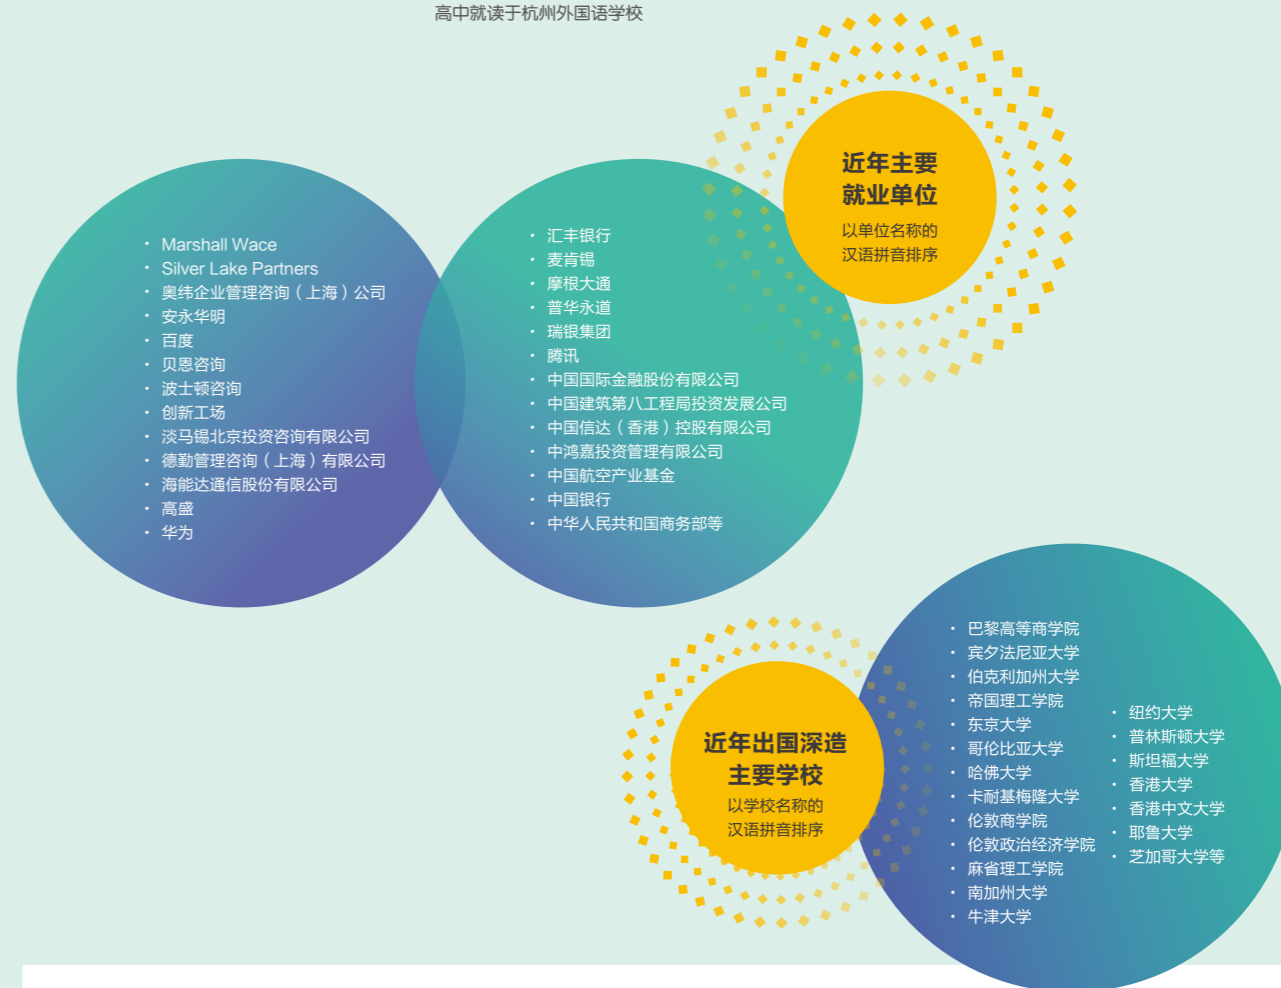 高中就读于杭州外国语学校
近年主要
就业单位
以单位名称的
汉语拼音排序
· Marshall Wace
· Silver Lake Partners
· 奥纬企业管理咨询（上海）公司
· 安永华明
· 百度
· 贝恩咨询
· 波士顿咨询
· 创新工场
· 淡马锡北京投资咨询有限公司
· 德勤管理咨询（上海）有限公司
· 海能达通信股份有限公司
· 高盛
· 华为
· 汇丰银行
· 麦肯锡
· 摩根大通
· 普华永道
· 瑞银集团
· 腾讯
· 中国国际金融股份有限公司
· 中国建筑第八工程局投资发展公司
· 中国信达（香港）控股有限公司
· 中鸿嘉投资管理有限公司
· 中国航空产业基金
· 中国银行
· 中华人民共和国商务部等
近年出国深造
主要学校
以学校名称的
汉语拼音排序
· 巴黎高等商学院
· 宾夕法尼亚大学
· 伯克利加州大学
· 帝国理工学院
· 东京大学
· 哥伦比亚大学
· 哈佛大学
· 卡耐基梅隆大学
· 伦敦商学院
· 伦敦政治经济学院
· 麻省理工学院
· 南加州大学
· 牛津大学
· 纽约大学
· 普林斯顿大学
· 斯坦福大学
· 香港大学
· 香港中文大学
· 耶鲁大学
· 芝加哥大学等